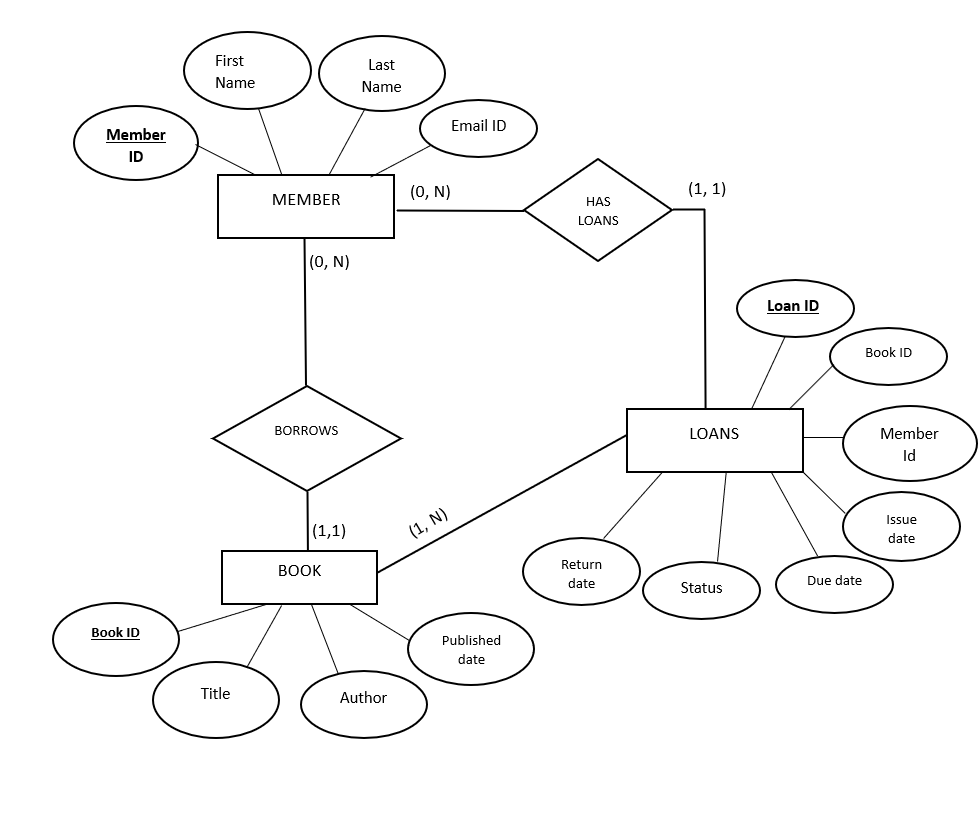 First
Name
Last
Name
Email ID
Member
ID
MEMBER
(0, N)
HAS
LOANS
(1, 1)
(0, N)
Loan ID
Book ID
BORROWS
LOANS
Member
Id
Issue
date
(1, N)
(1,1)
BOOK
Return
date
Status
Due date
Book ID
Title
Author
Published
date